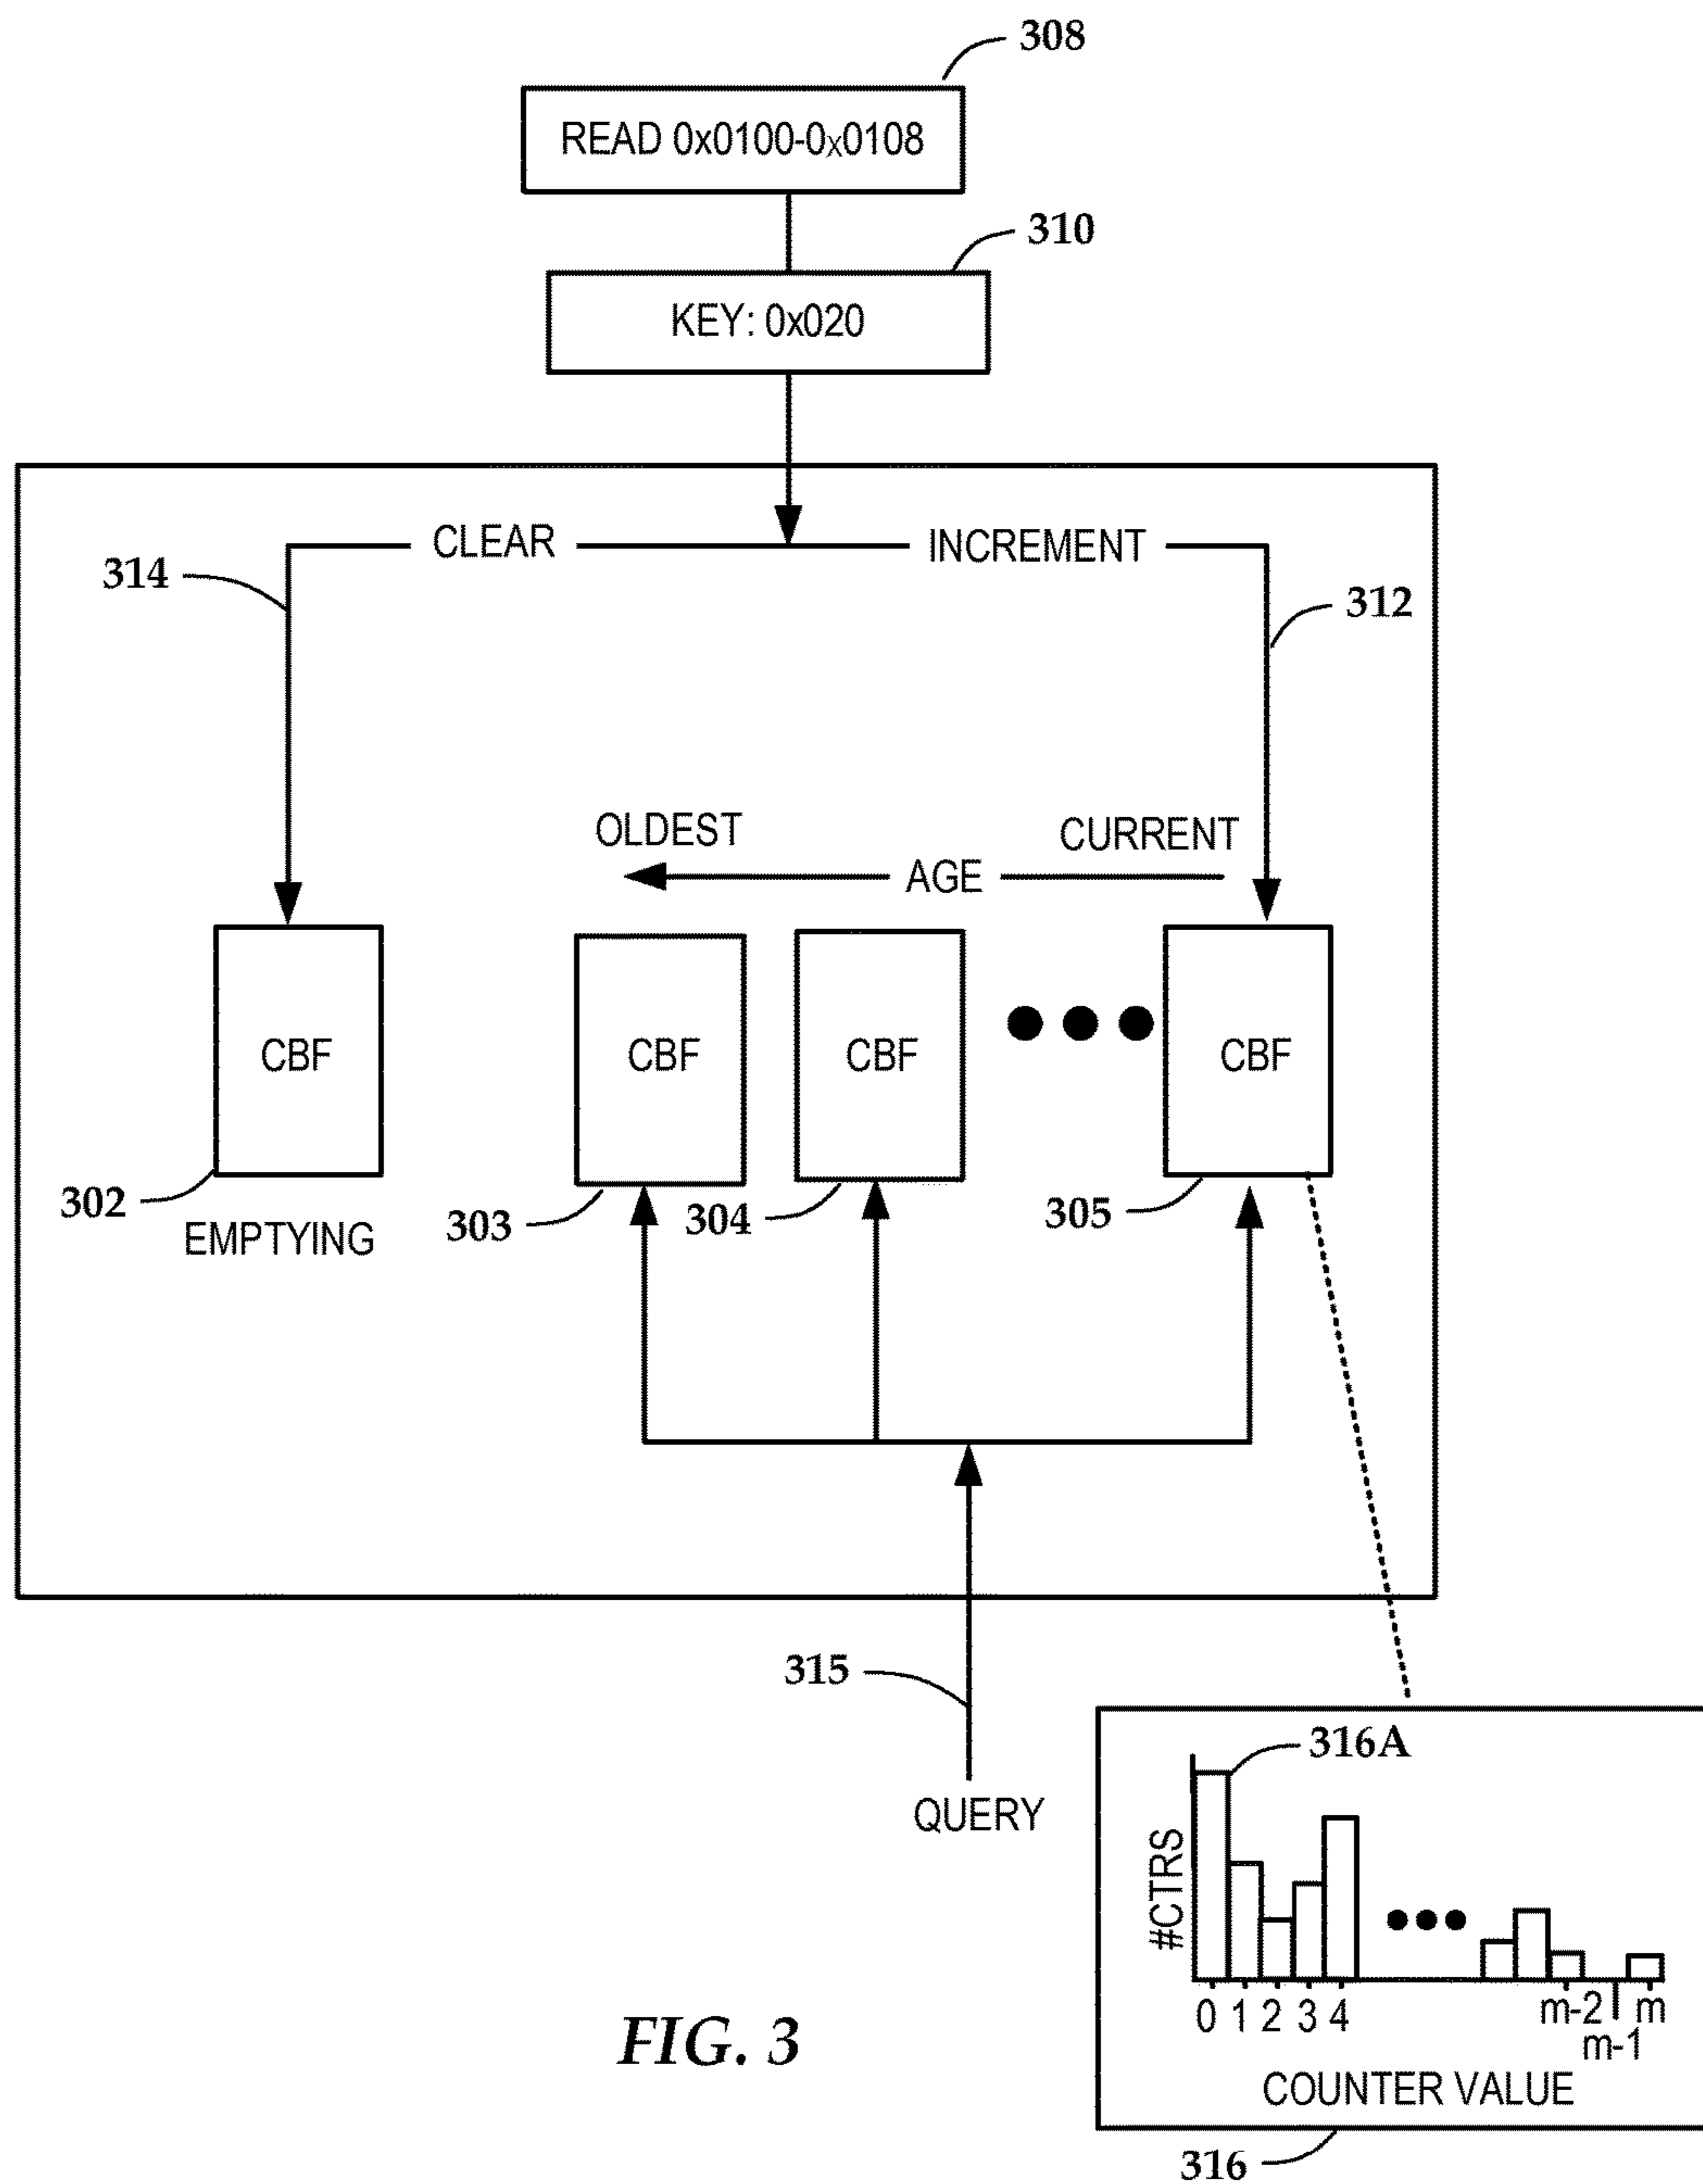 308
READ 0x0100-0x0108
310
KEY: 0x020
CLEAR
INCREMENT
314
312
OLDEST
CURRENT
AGE
CBF
CBF
CBF
CBF
302
303
304
305
EMPTYING
315
QUERY
316A
#CTRS
0 1 2 3 4 m-2 m
m-1
COUNTER VALUE
316
FIG. 3